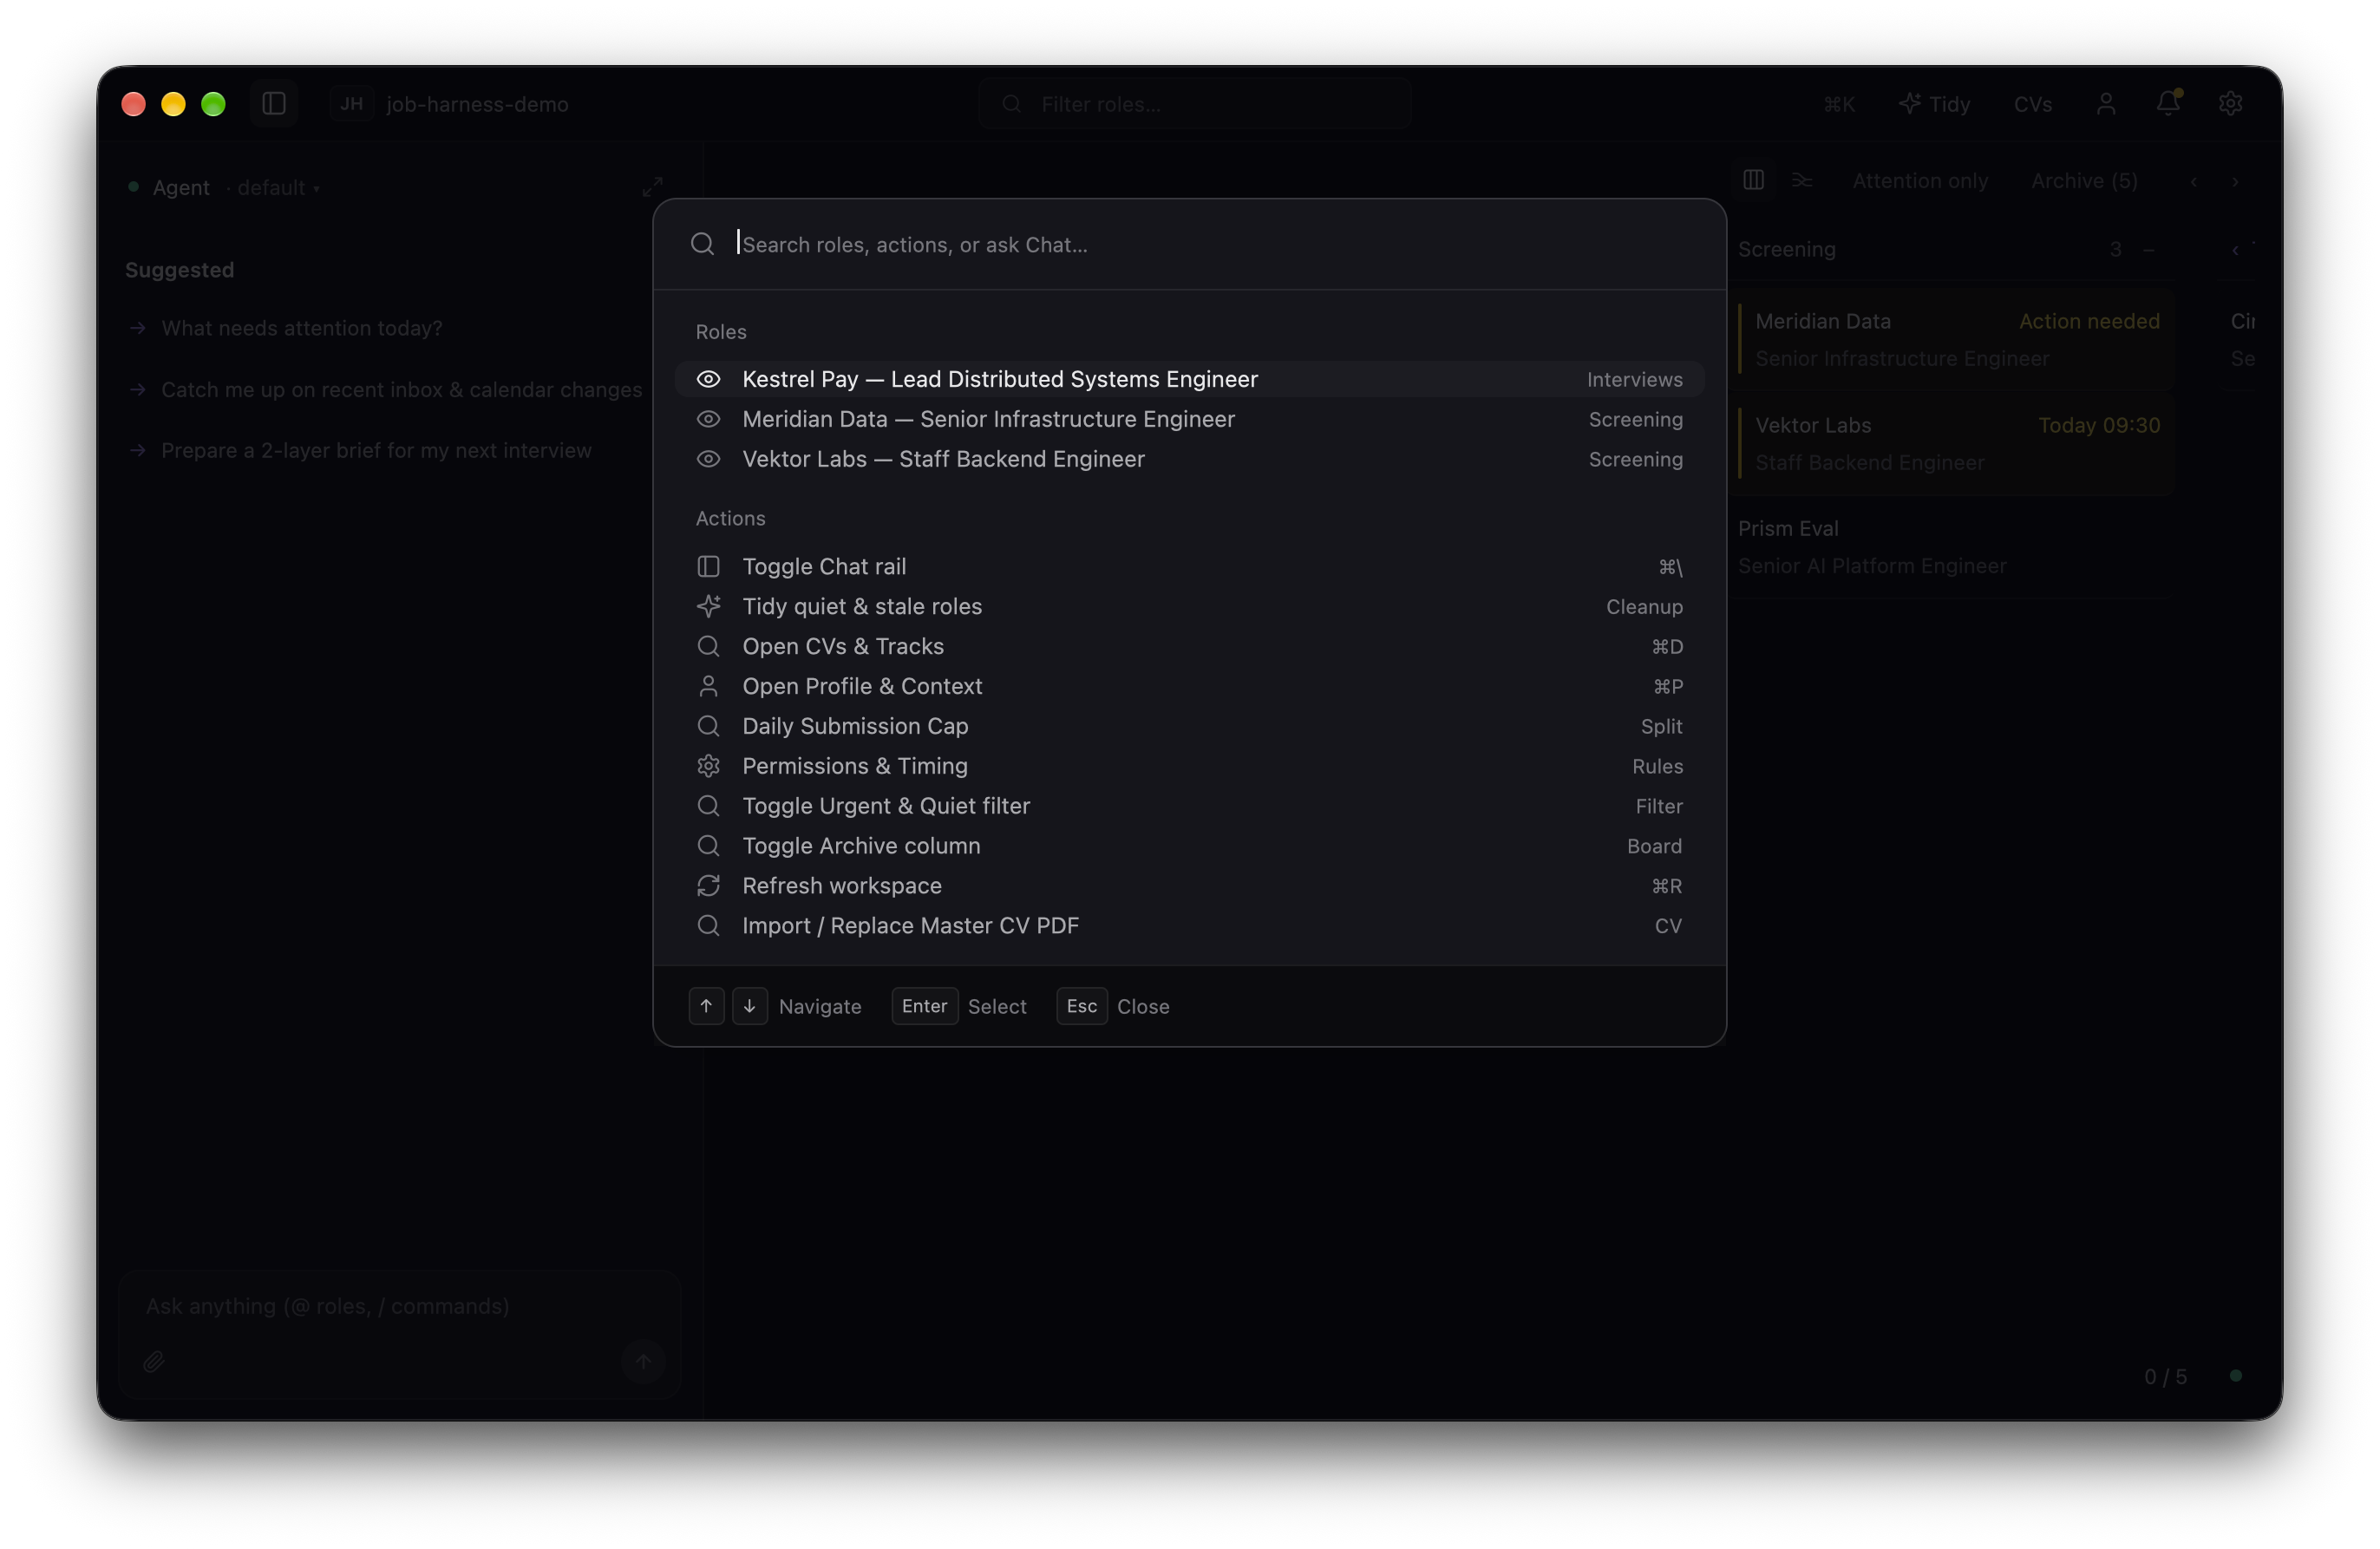 JH job-harness-demo
Filter roles...
⌘K Tidy CVs
Agent · default ▾
Attention only Archive (5) ‹ ›
Suggested
→ What needs attention today?
→ Catch me up on recent inbox & calendar changes
→ Prepare a 2-layer brief for my next interview
Search roles, actions, or ask Chat...
Roles
Kestrel Pay — Lead Distributed Systems Engineer Interviews
Meridian Data — Senior Infrastructure Engineer Screening
Vektor Labs — Staff Backend Engineer Screening
Actions
Toggle Chat rail ⌘\
Tidy quiet & stale roles Cleanup
Open CVs & Tracks ⌘D
Open Profile & Context ⌘P
Daily Submission Cap Split
Permissions & Timing Rules
Toggle Urgent & Quiet filter Filter
Toggle Archive column Board
Refresh workspace ⌘R
Import / Replace Master CV PDF CV
↑ ↓ Navigate Enter Select Esc Close
Screening 3 – ‹
Meridian Data Action needed
Senior Infrastructure Engineer
Vektor Labs Today 09:30
Staff Backend Engineer
Prism Eval
Senior AI Platform Engineer
Ask anything (@ roles, / commands)
0 / 5